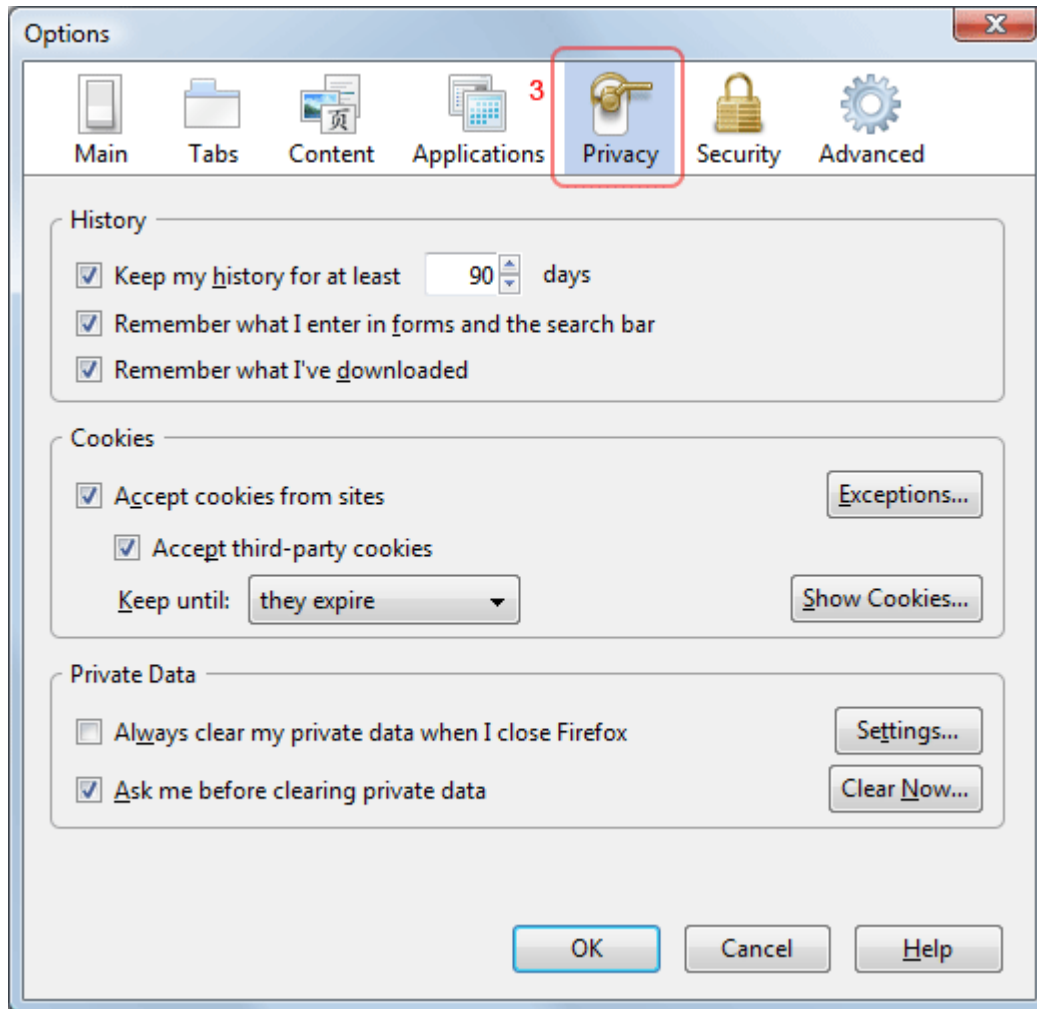 Options
页
3
Main Tabs Content Applications Privacy Security Advanced
History
Keep my history for at least 90 days
Remember what I enter in forms and the search bar
Remember what I've downloaded
Cookies
Accept cookies from sites Exceptions...
Accept third-party cookies
Keep until: they expire Show Cookies...
Private Data
Always clear my private data when I close Firefox Settings...
Ask me before clearing private data Clear Now...
OK Cancel Help